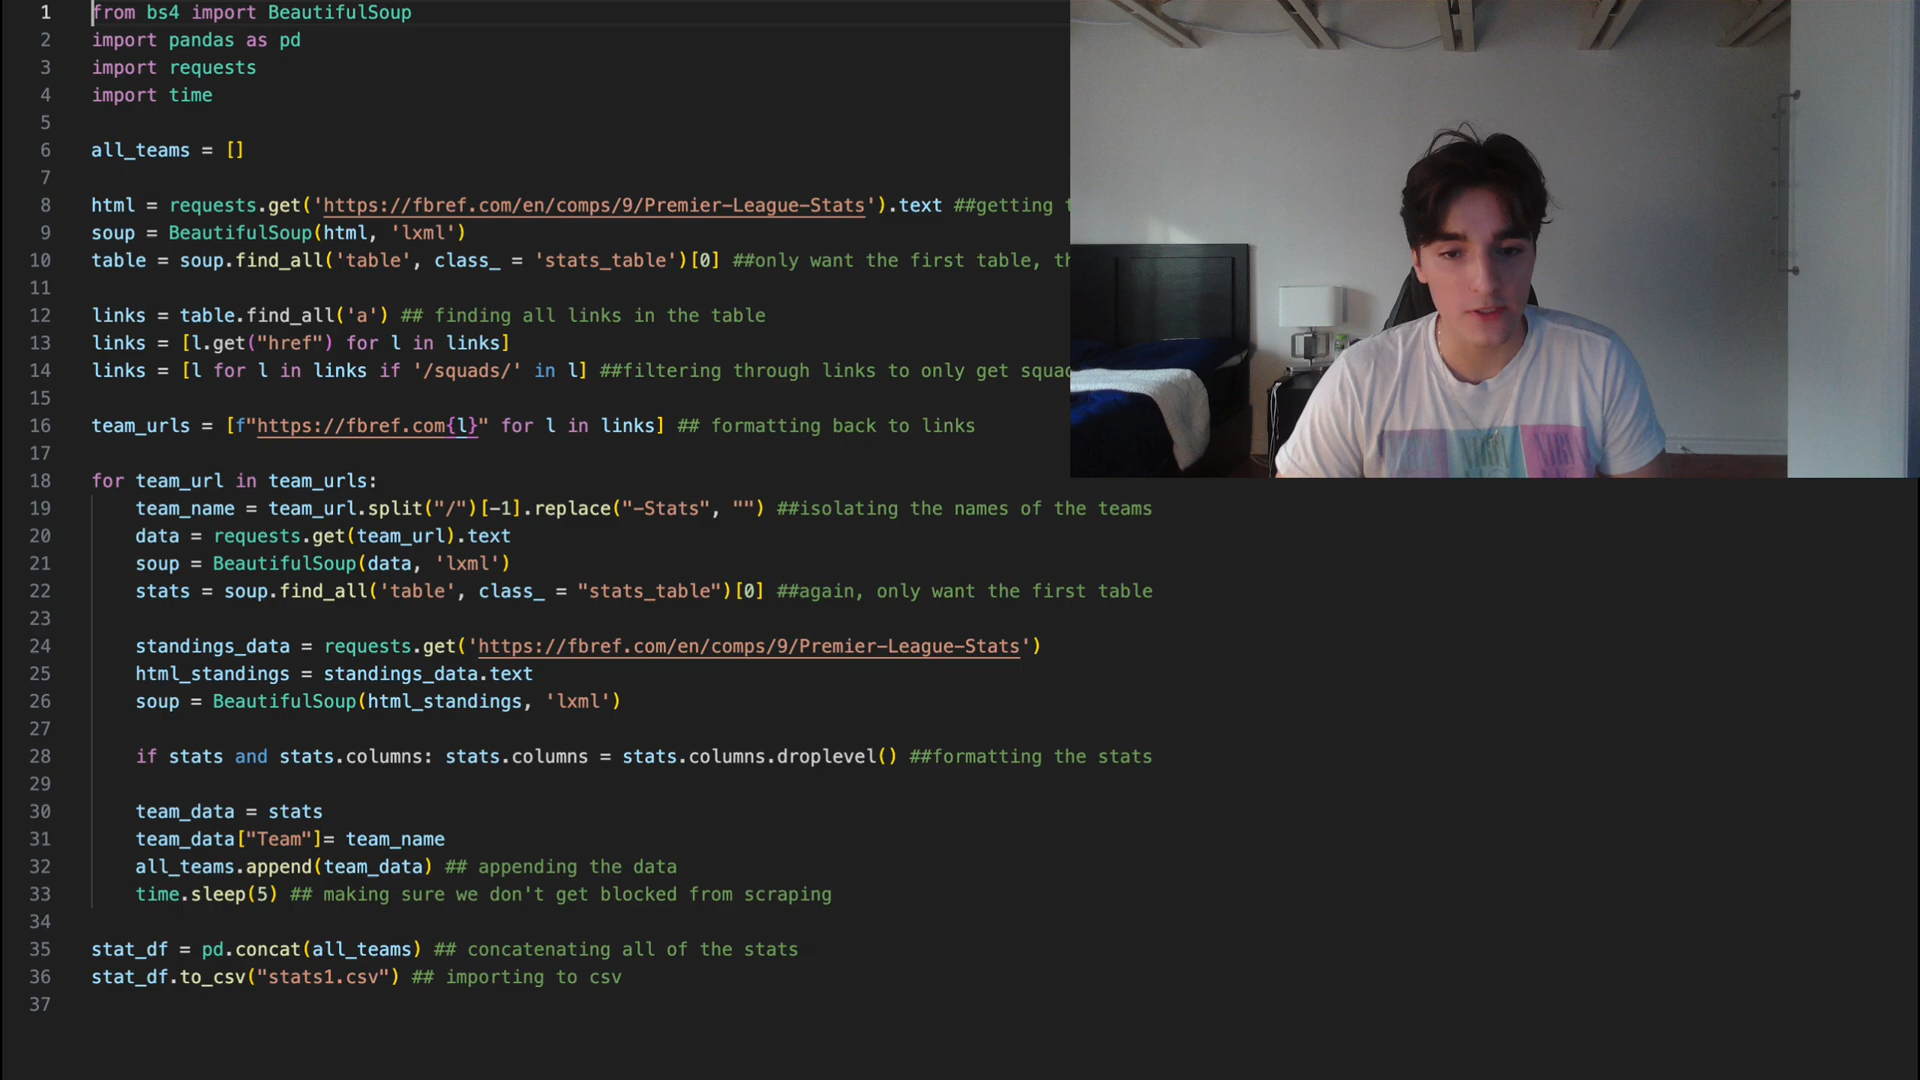 1 from bs4 import BeautifulSoup
2 import pandas as pd
3 import requests
4 import time
5
6 all_teams = []
7
8 html = requests.get('https://fbref.com/en/comps/9/Premier-League-Stats').text ##getting
9 soup = BeautifulSoup(html, 'lxml')
10 table = soup.find_all('table', class_ = 'stats_table')[0] ##only want the first table,
11
12 links = table.find_all('a') ## finding all links in the table
13 links = [l.get("href") for l in links]
14 links = [l for l in links if '/squads/' in l] ##filtering through links to only get
15
16 team_urls = [f"https://fbref.com{l}" for l in links] ## formatting back to links
17
18 for team_url in team_urls:
19 team_name = team_url.split("/")[-1].replace("-Stats", "") ##isolating the names of the teams
20 data = requests.get(team_url).text
21 soup = BeautifulSoup(data, 'lxml')
22 stats = soup.find_all('table', class_ = "stats_table")[0] ##again, only want the first table
23
24 standings_data = requests.get('https://fbref.com/en/comps/9/Premier-League-Stats')
25 html_standings = standings_data.text
26 soup = BeautifulSoup(html_standings, 'lxml')
27
28 if stats and stats.columns: stats.columns = stats.columns.droplevel() ##formatting the stats
29
30 team_data = stats
31 team_data["Team"]= team_name
32 all_teams.append(team_data) ## appending the data
33 time.sleep(5) ## making sure we don't get blocked from scraping
34
35 stat_df = pd.concat(all_teams) ## concatenating all of the stats
36 stat_df.to_csv("stats1.csv") ## importing to csv
37